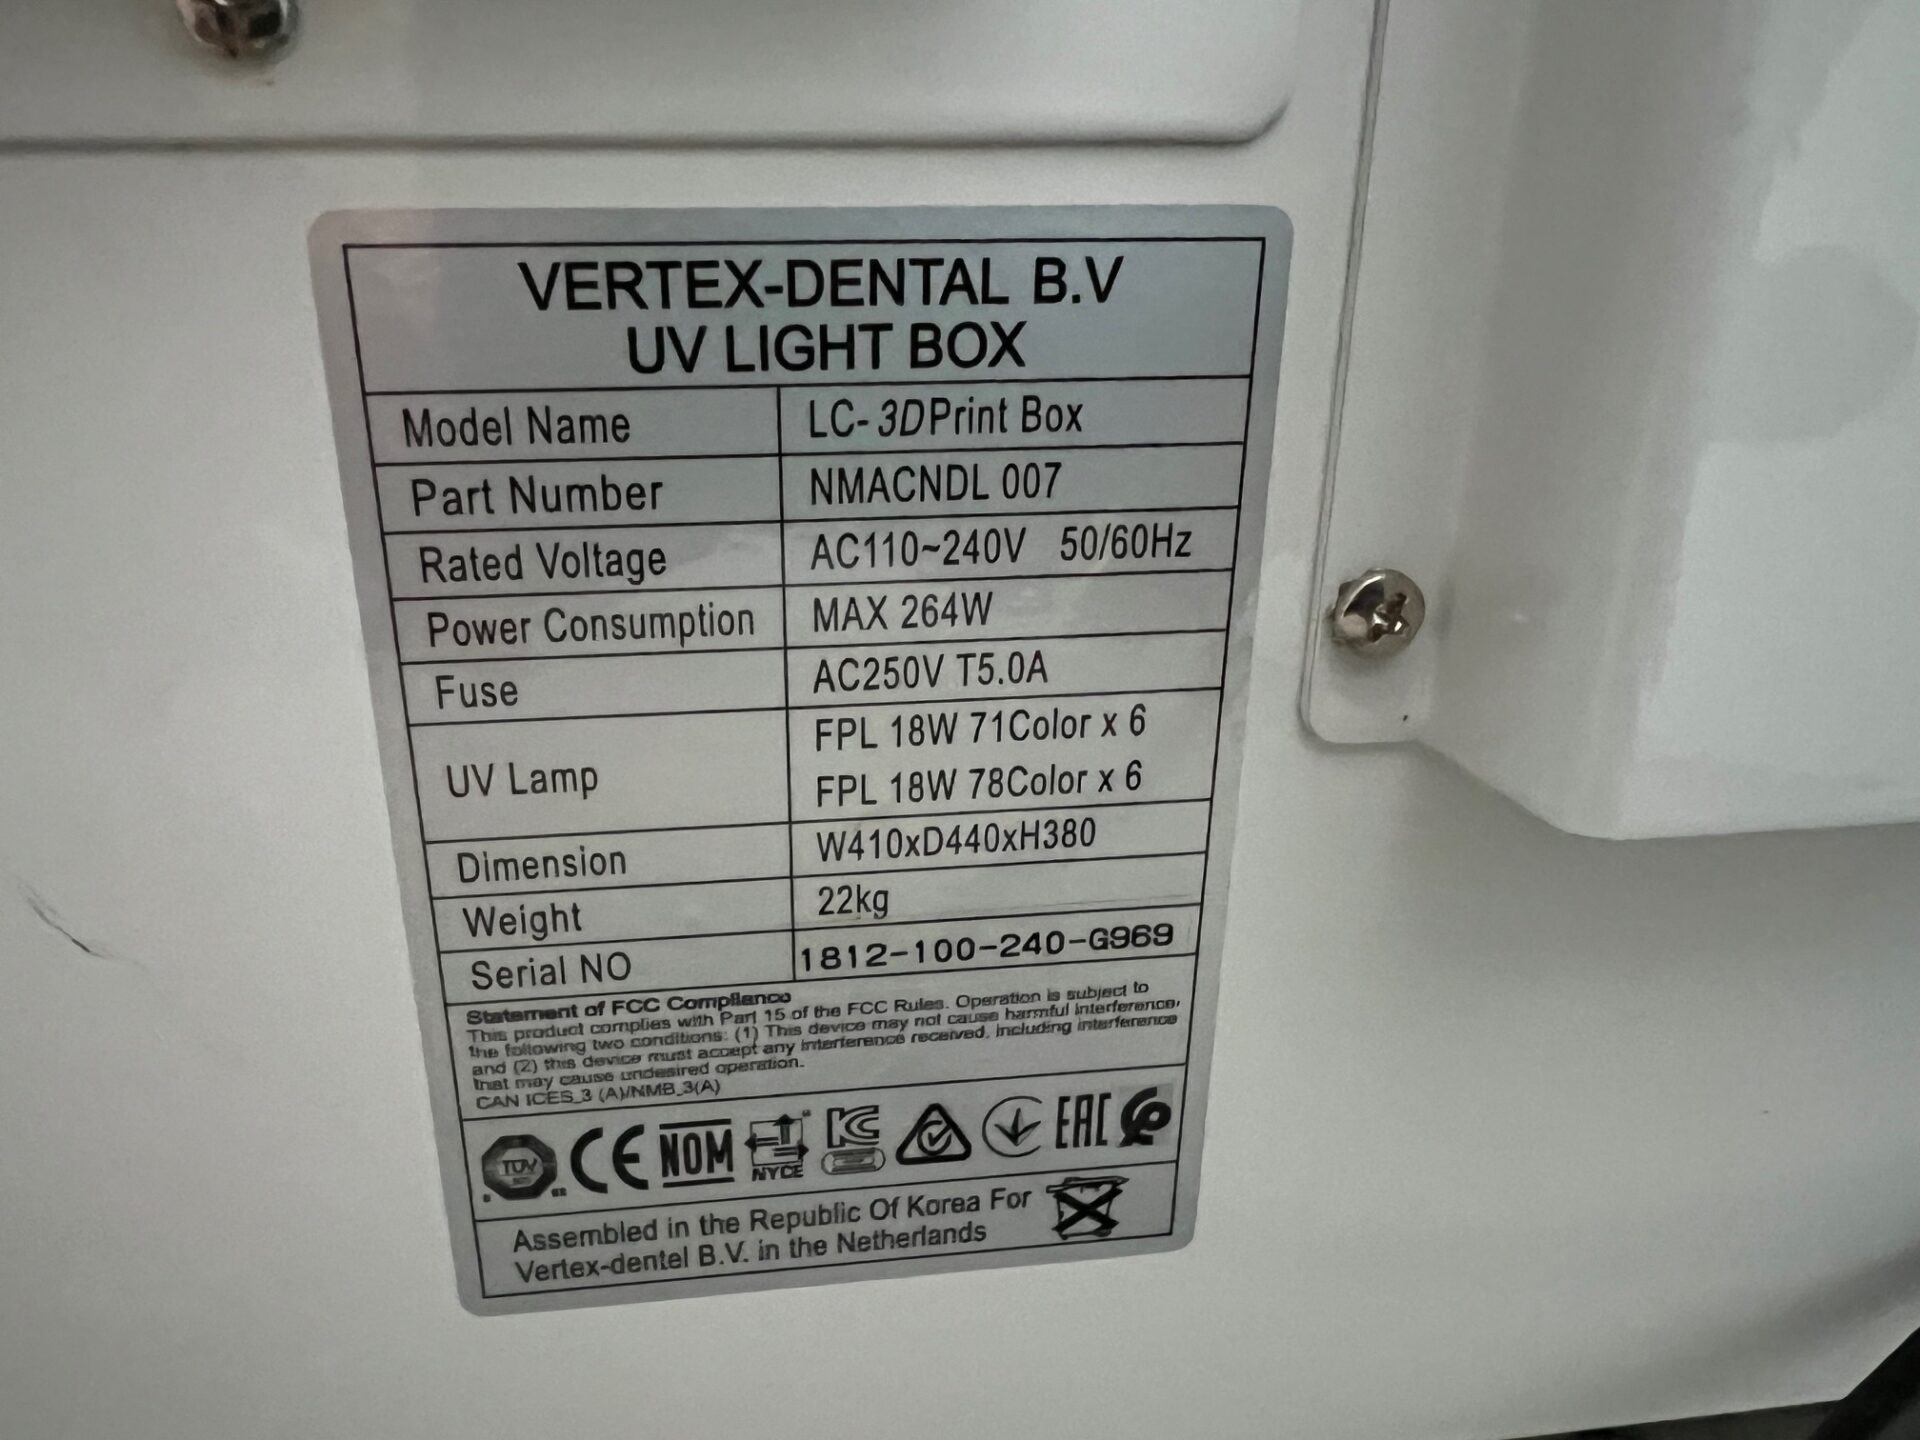 VERTEX-DENTAL B.V
UV LIGHT BOX
Model Name LC-3DPrint Box
Part Number NMACNDL 007
Rated Voltage AC110~240V 50/60Hz
Power Consumption MAX 264W
Fuse AC250V T5.0A
UV Lamp FPL 18W 71Color x 6
FPL 18W 78Color x 6
Dimension W410xD440xH380
Weight 22kg
Serial NO 1812-100-240-G969
Statement of FCC Compliance
This product complies with Part 15 of the FCC Rules. Operation is subject to
the following two conditions: (1) This device may not cause harmful interference,
and (2) this device must accept any interference received, including interference
that may cause undesired operation.
CAN ICES_3 (A)/NMB_3(A)
TÜV CE NOM NYCE KC EAC
Assembled in the Republic Of Korea For
Vertex-dentel B.V. in the Netherlands